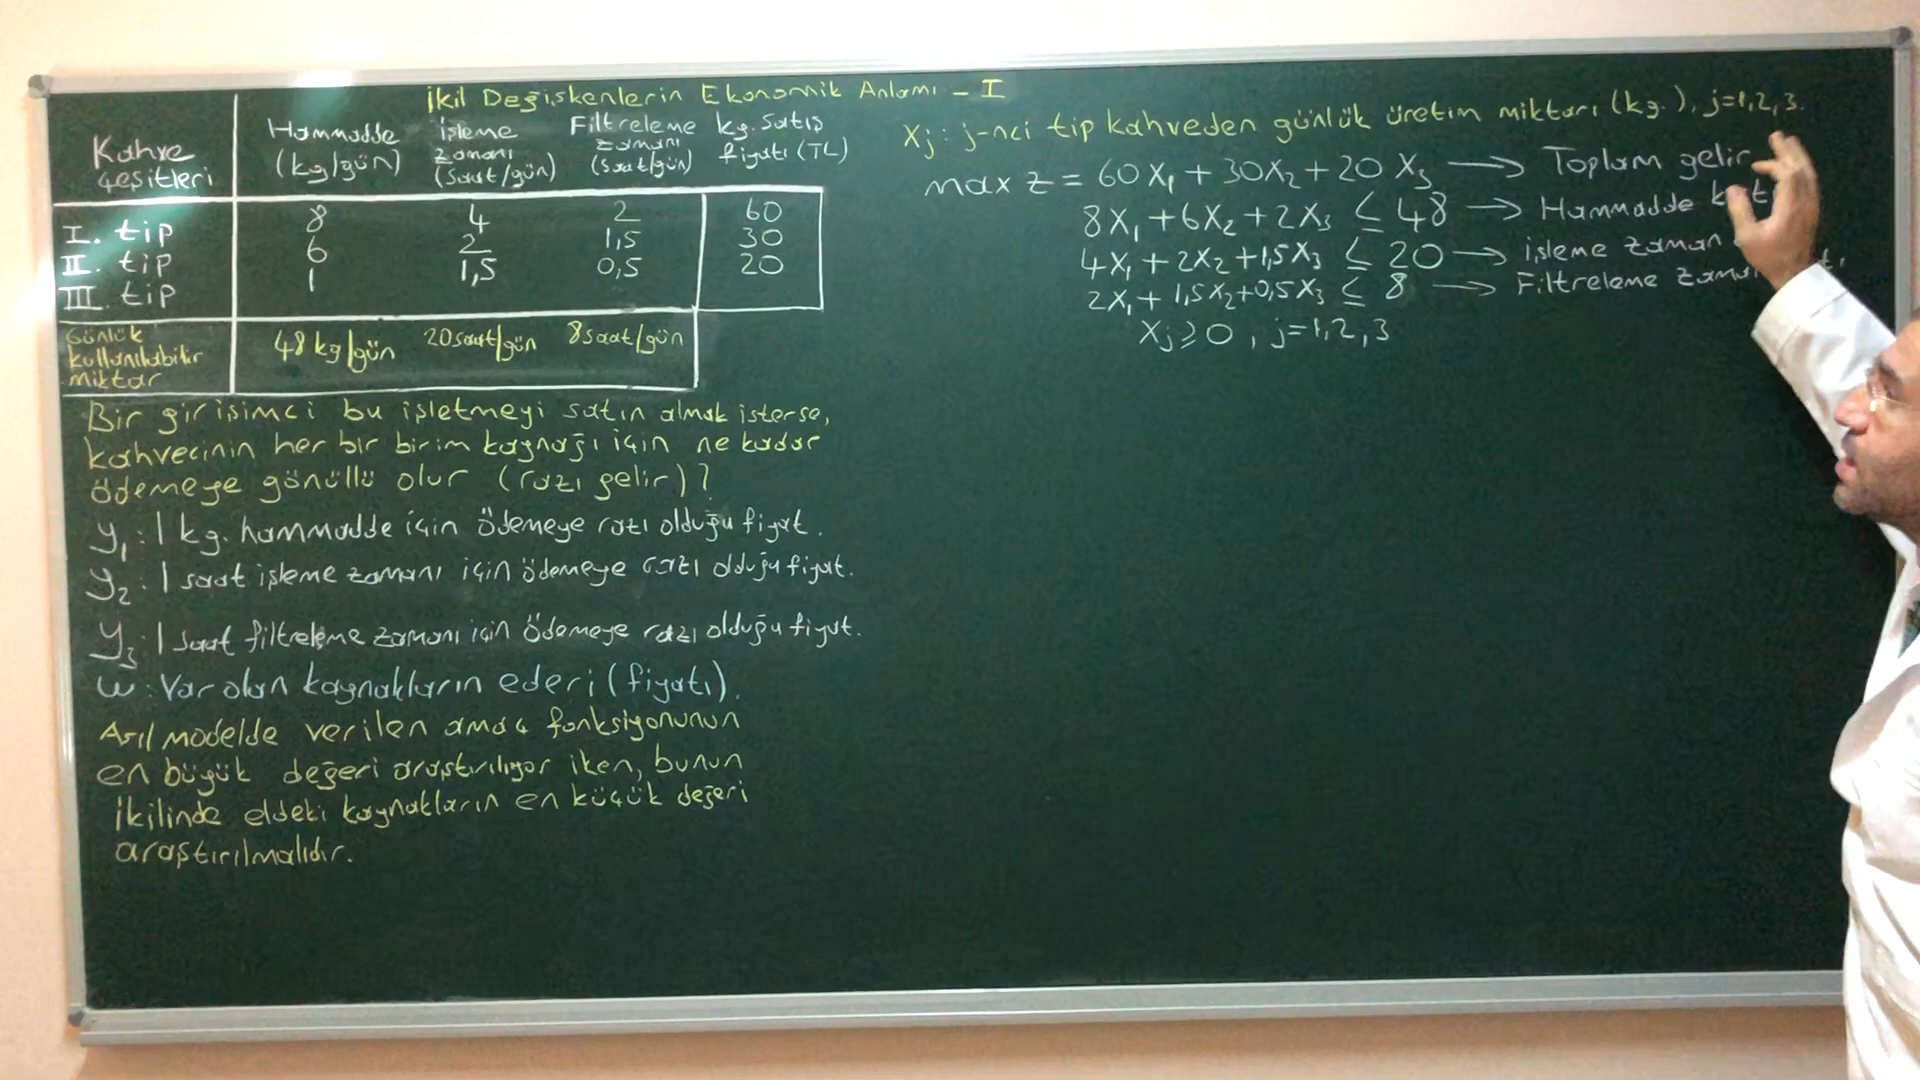 İkil Değişkenlerin Ekonomik Anlamı - I
Kahve çeşitleri
Hammadde (kg/gün)
işleme zamanı (saat/gün)
Filtreleme zamanı (saat/gün)
kg. satış fiyatı (TL)
I. tip 8 4 2 60
II. tip 6 2 1,5 30
III. tip 1 1,5 0,5 20
Günlük kullanılabilir miktar 48 kg/gün 20 saat/gün 8 saat/gün
Bir girişimci bu işletmeyi satın almak isterse,
kahvecinin her bir birim kaynağı için ne kadar
ödemeye gönüllü olur (razı gelir)?
y₁: 1 kg. hammadde için ödemeye razı olduğu fiyat.
y₂: 1 saat işleme zamanı için ödemeye razı olduğu fiyat.
y₃: 1 saat filtreleme zamanı için ödemeye razı olduğu fiyat.
w: Var olan kaynakların ederi (fiyatı).
Asıl modelde verilen amaç fonksiyonunun
en büyük değeri araştırılıyor iken, bunun
ikilinde eldeki kaynakların en küçük değeri
araştırılmalıdır.
Xj: j-nci tip kahveden günlük üretim miktarı (kg.), j=1,2,3.
max z = 60X₁ + 30X₂ + 20X₃ → Toplam gelir
8X₁ + 6X₂ + 2X₃ ≤ 48 → Hammadde
4X₁ + 2X₂ + 1,5X₃ ≤ 20 → işleme zaman
2X₁ + 1,5X₂ + 0,5X₃ ≤ 8 → Filtreleme
Xj ≥ 0 , j=1,2,3